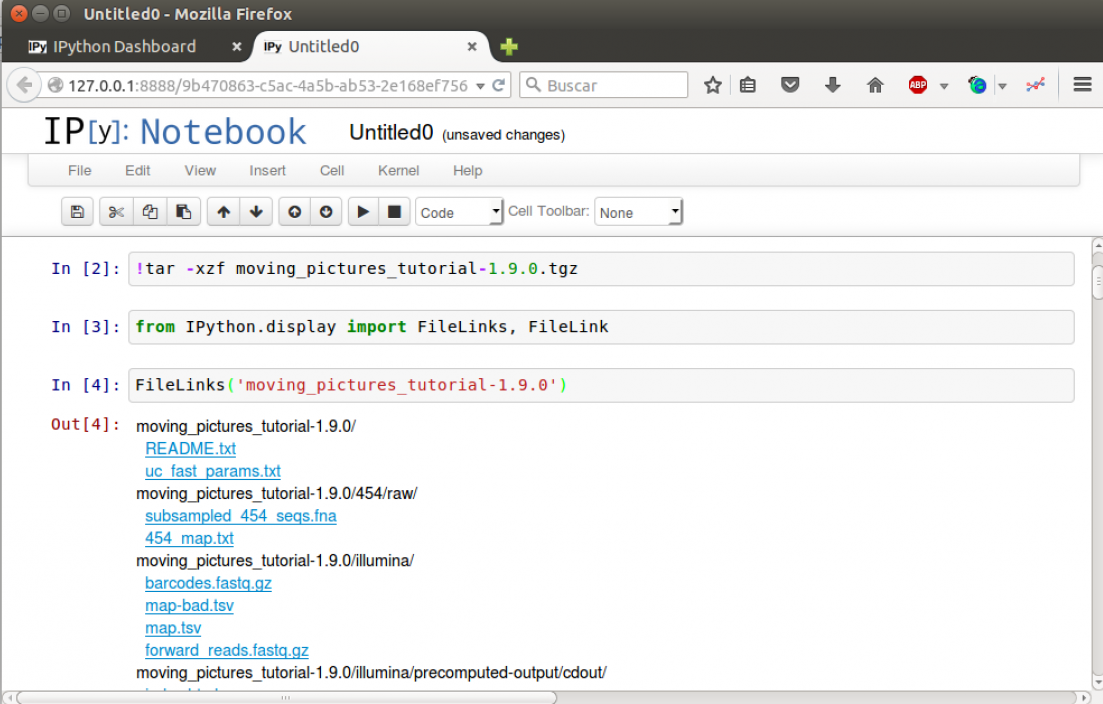 Untitled0 - Mozilla Firefox
IPy IPython Dashboard × IPy Untitled0 ×
127.0.0.1:8888/9b470863-c5ac-4a5b-ab53-2e168ef756 Buscar ABP
IP[y]: Notebook Untitled0 (unsaved changes)
File Edit View Insert Cell Kernel Help
Code Cell Toolbar: None
In [2]: !tar -xzf moving_pictures_tutorial-1.9.0.tgz
In [3]: from IPython.display import FileLinks, FileLink
In [4]: FileLinks('moving_pictures_tutorial-1.9.0')
Out[4]: moving_pictures_tutorial-1.9.0/
README.txt
uc_fast_params.txt
moving_pictures_tutorial-1.9.0/454/raw/
subsampled_454_seqs.fna
454_map.txt
moving_pictures_tutorial-1.9.0/illumina/
barcodes.fastq.gz
map-bad.tsv
map.tsv
forward_reads.fastq.gz
moving_pictures_tutorial-1.9.0/illumina/precomputed-output/cdout/